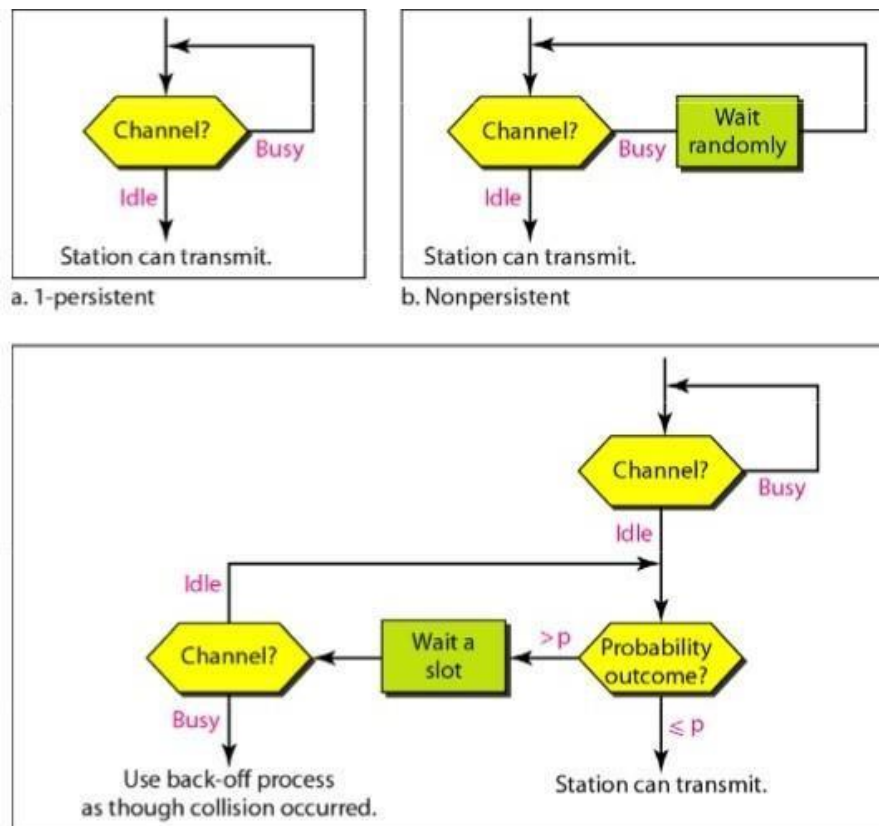 Channel?
Busy
Idle
Station can transmit.
a. 1-persistent
Channel?
Busy
Wait
randomly
Idle
Station can transmit.
b. Nonpersistent
Channel?
Busy
Idle
Idle
Channel?
Wait a
slot
>p
Probability
outcome?
Busy
≤ p
Use back-off process
as though collision occurred.
Station can transmit.